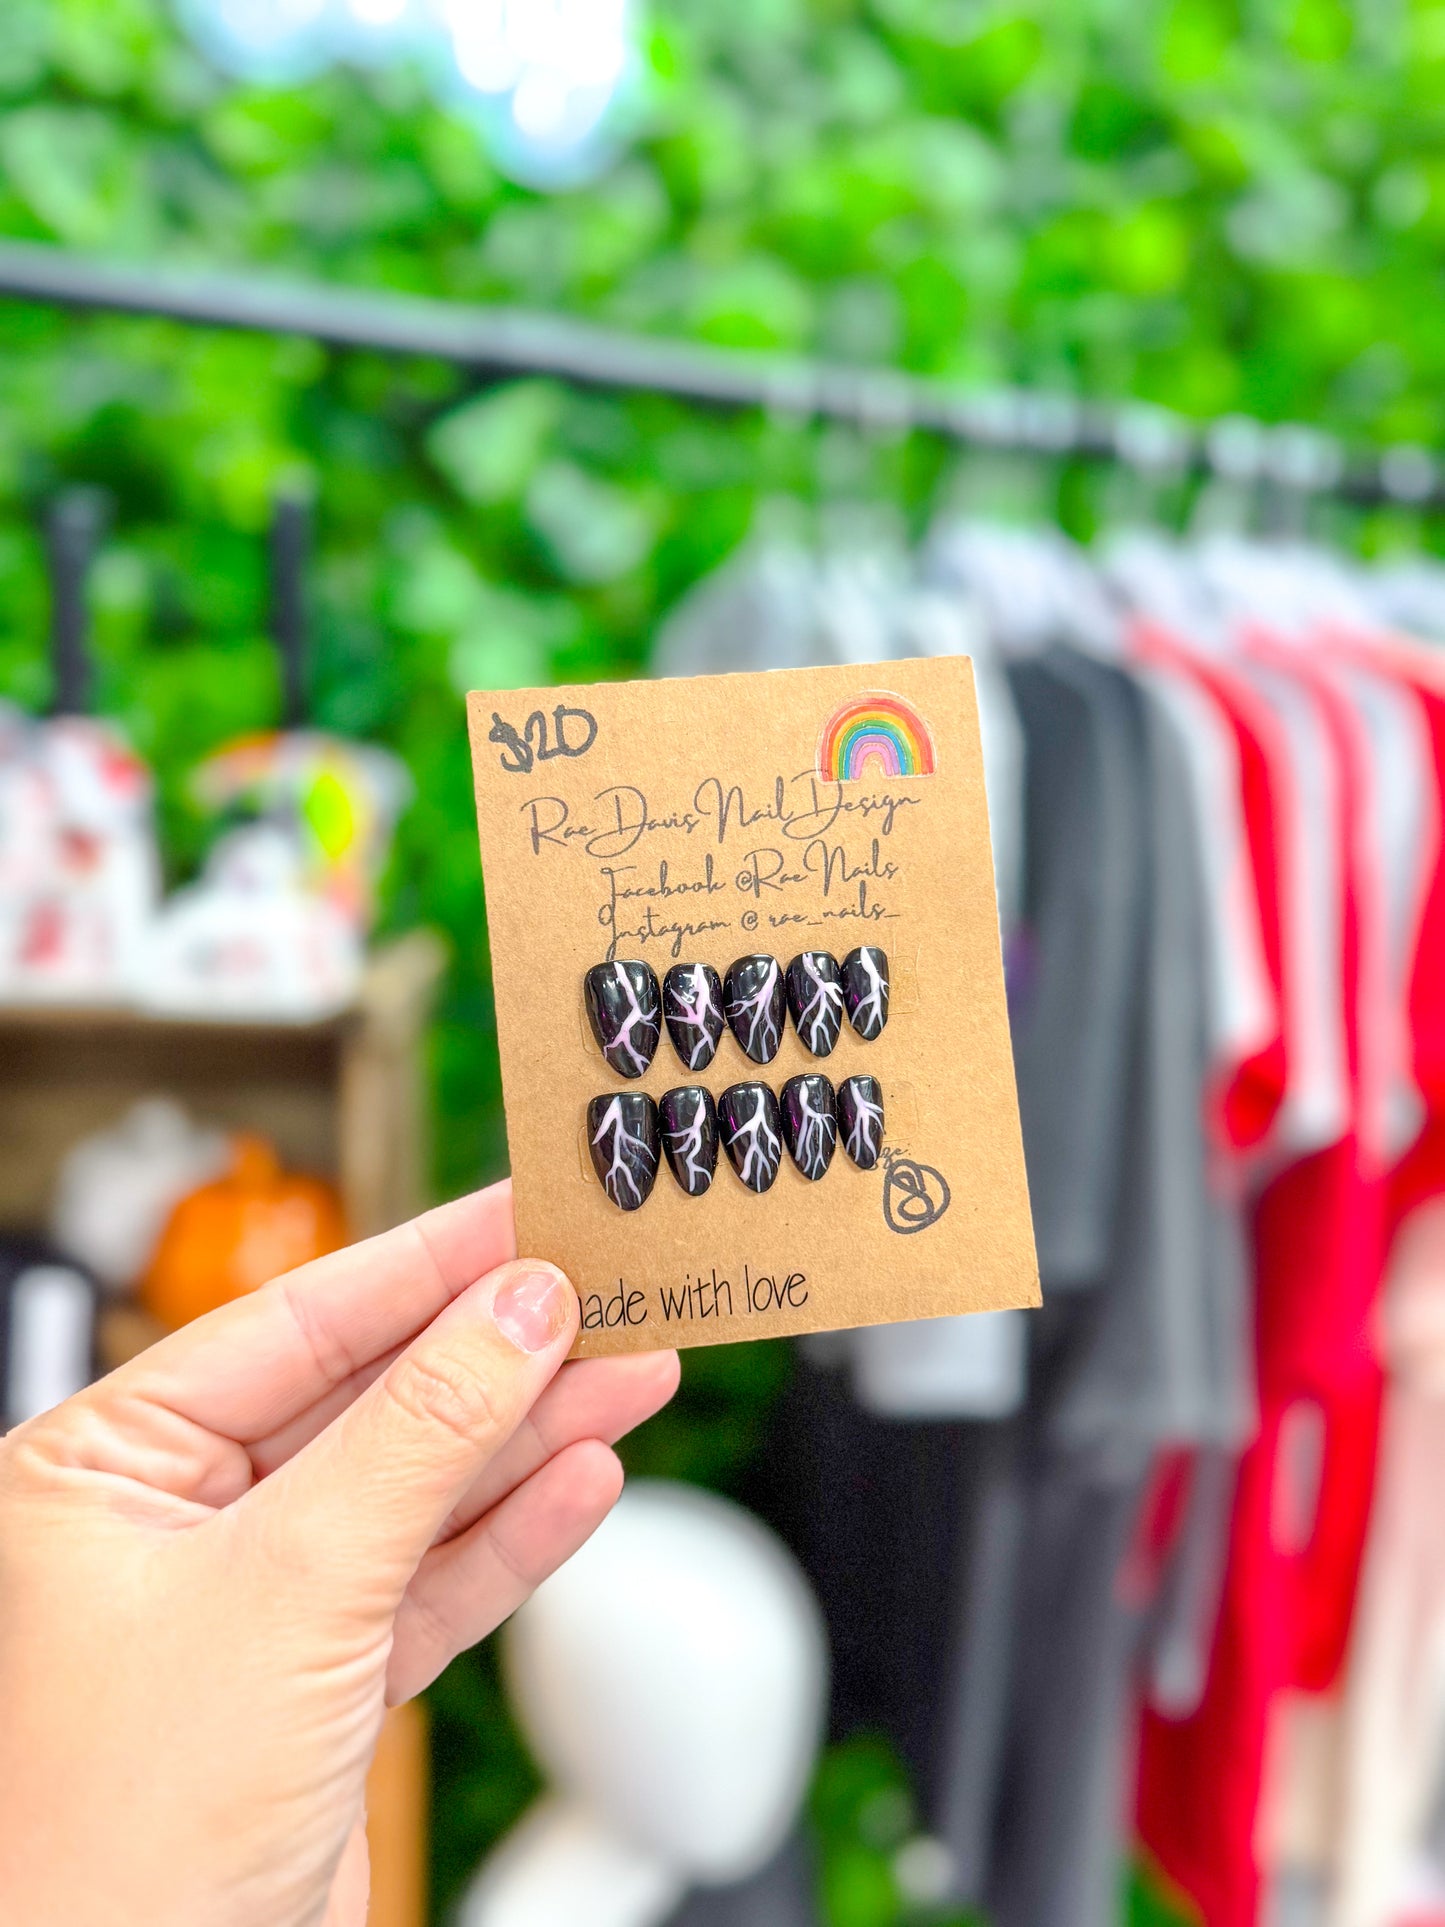 $20
Rae Davis Nail Design
Facebook @Rae Nails
Instagram @ rae_nails_
8
made with love